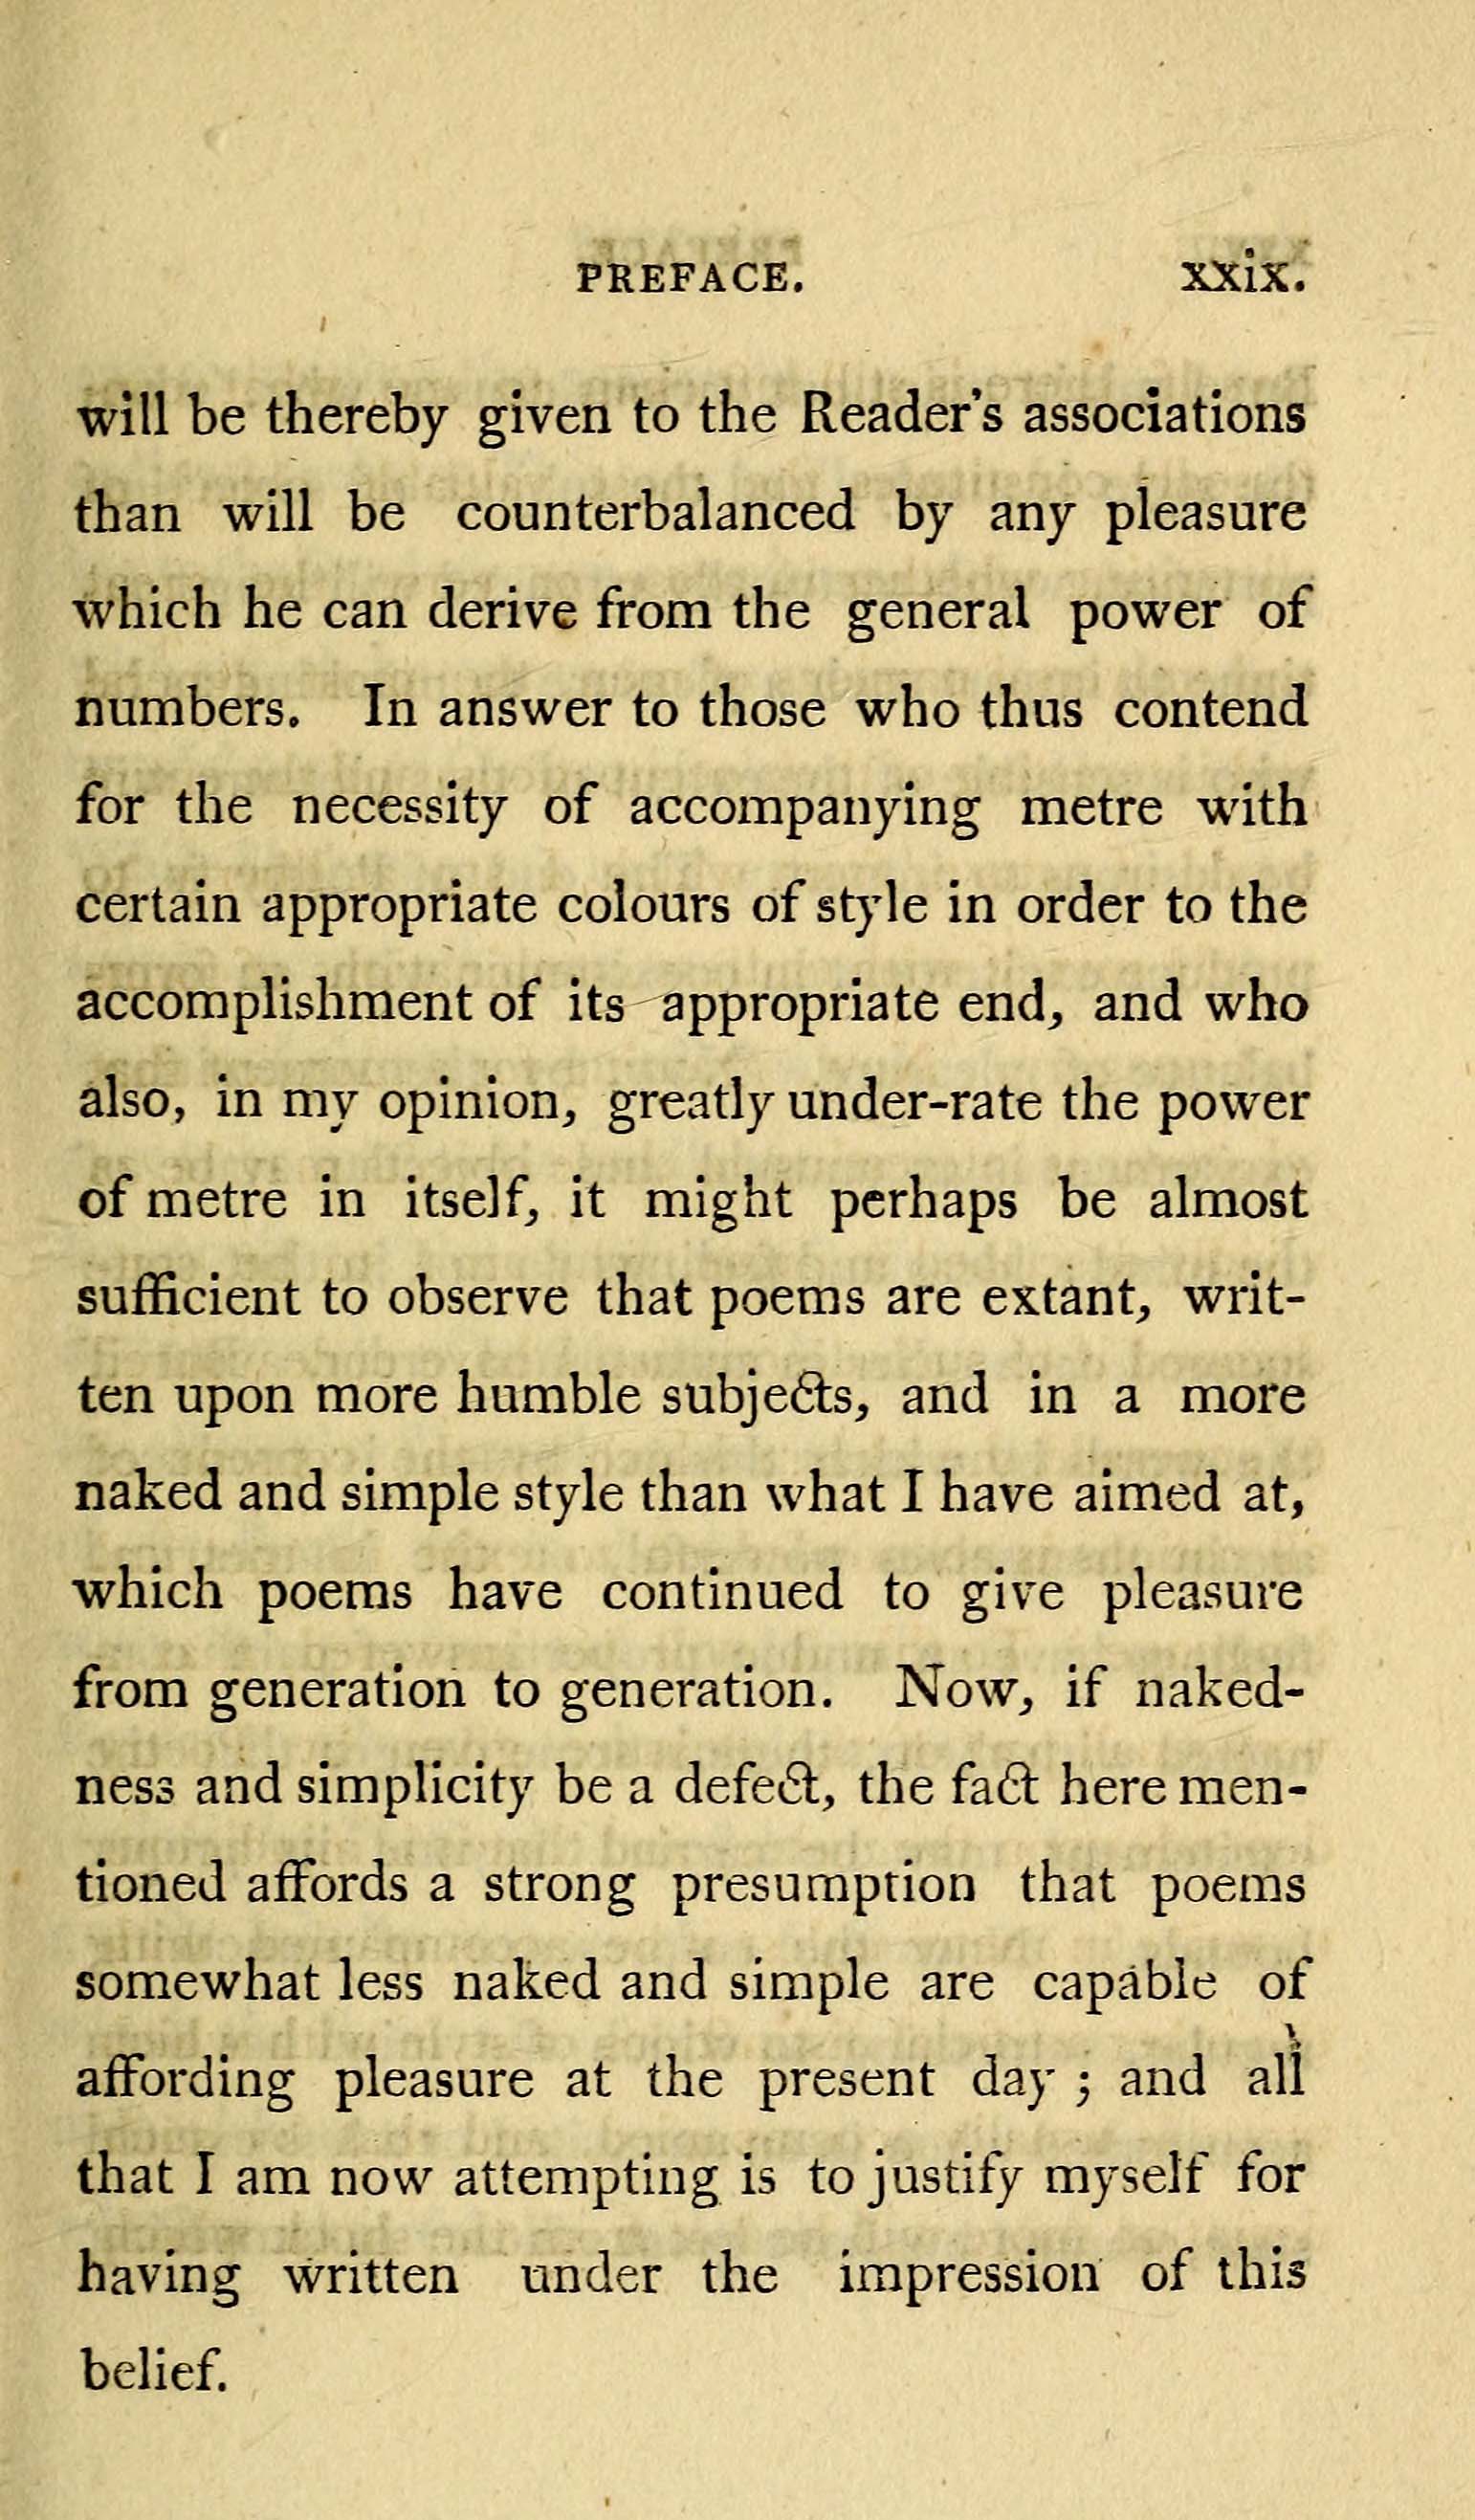 PREFACE. xxix.
will be thereby given to the Reader's associations
than will be counterbalanced by any pleasure
which he can derive from the general power of
numbers. In answer to those who thus contend
for the necessity of accompanying metre with
certain appropriate colours of style in order to the
accomplishment of its appropriate end, and who
also, in my opinion, greatly under-rate the power
of metre in itself, it might perhaps be almost
sufficient to observe that poems are extant, writ-
ten upon more humble subjects, and in a more
naked and simple style than what I have aimed at,
which poems have continued to give pleasure
from generation to generation. Now, if naked-
ness and simplicity be a defect, the fact here men-
tioned affords a strong presumption that poems
somewhat less naked and simple are capable of
affording pleasure at the present day ; and all
that I am now attempting is to justify myself for
having written under the impression of this
belief.